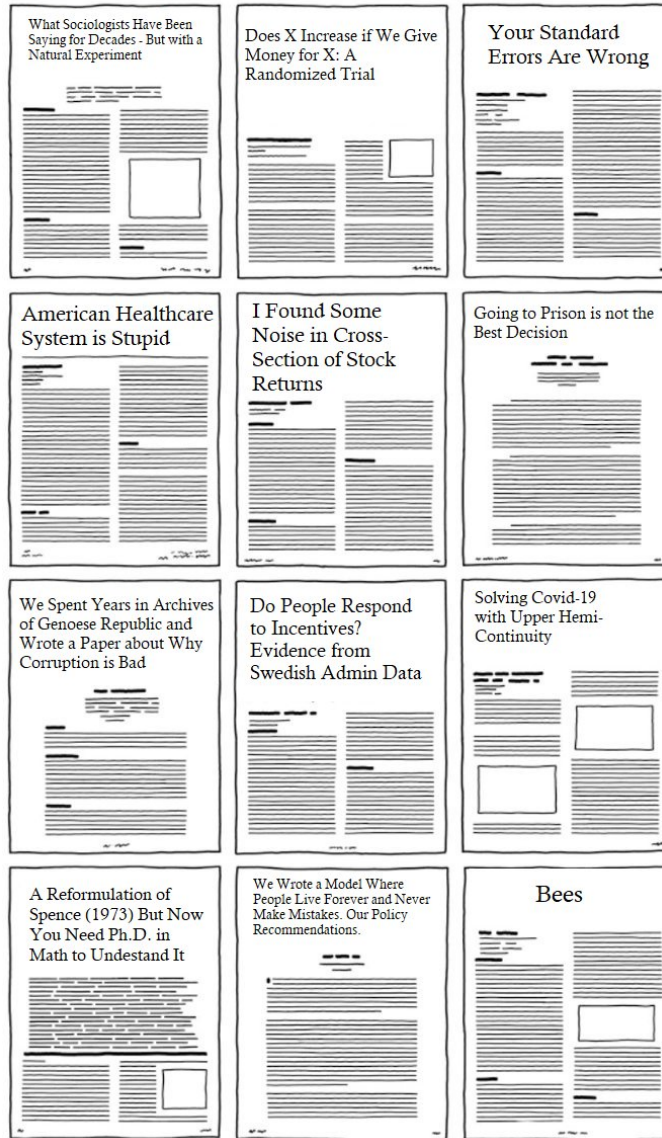 What Sociologists Have Been
Saying for Decades - But with a
Natural Experiment
Does X Increase if We Give
Money for X: A
Randomized Trial
Your Standard
Errors Are Wrong
American Healthcare
System is Stupid
I Found Some
Noise in Cross-
Section of Stock
Returns
Going to Prison is not the
Best Decision
We Spent Years in Archives
of Genoese Republic and
Wrote a Paper about Why
Corruption is Bad
Do People Respond
to Incentives?
Evidence from
Swedish Admin Data
Solving Covid-19
with Upper Hemi-
Continuity
A Reformulation of
Spence (1973) But Now
You Need Ph.D. in
Math to Undestand It
We Wrote a Model Where
People Live Forever and Never
Make Mistakes. Our Policy
Recommendations.
Bees